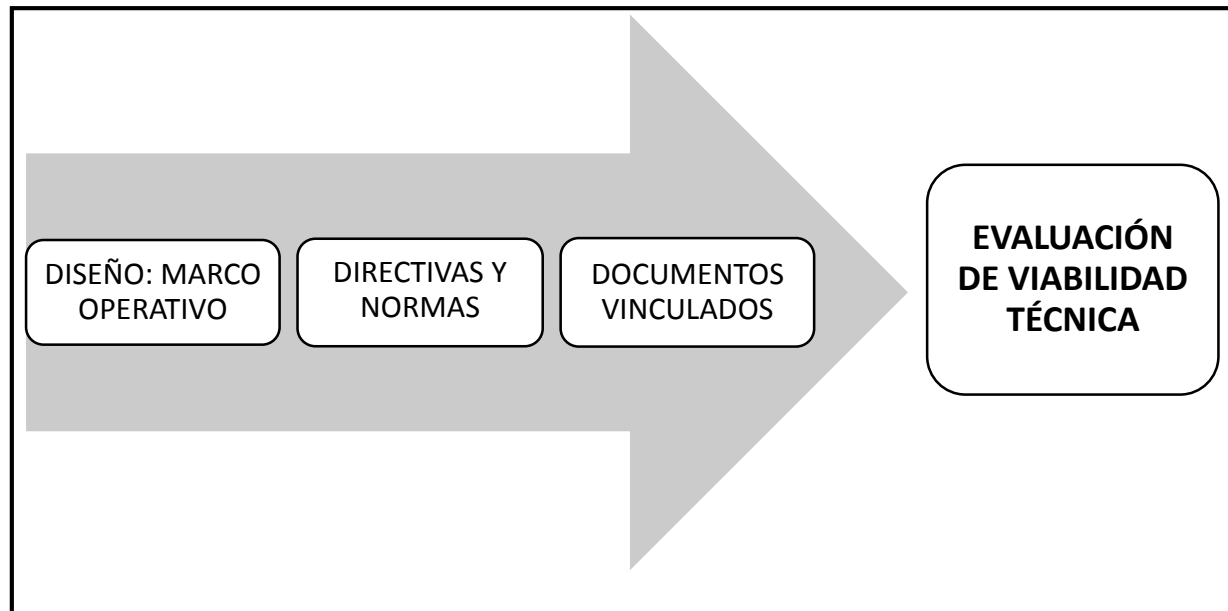 DISEÑO: MARCO
OPERATIVO
DIRECTIVAS Y
NORMAS
DOCUMENTOS
VINCULADOS
EVALUACIÓN
DE VIABILIDAD
TÉCNICA